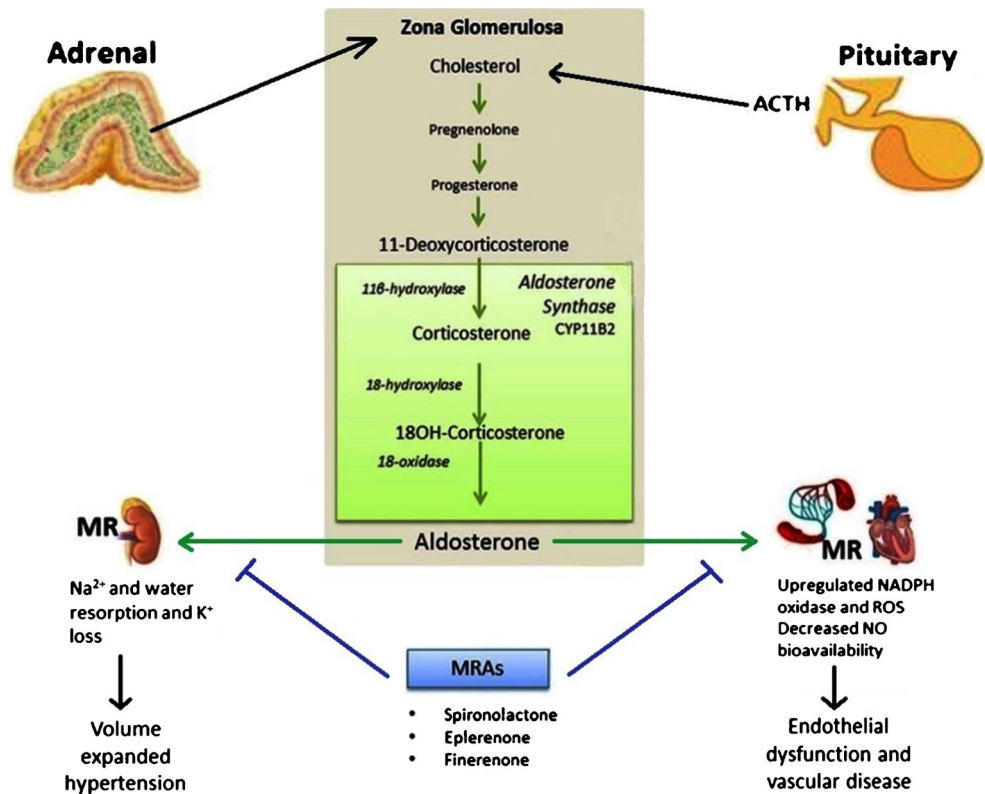 Adrenal
Zona Glomerulosa
Pituitary
Cholesterol
ACTH
Pregnenolone
Progesterone
11-Deoxycorticosterone
11β-hydroxylase
Aldosterone
Synthase
CYP11B2
Corticosterone
18-hydroxylase
18OH-Corticosterone
18-oxidase
MR
Aldosterone
MR
Na²⁺ and water
resorption and K⁺
loss
Upregulated NADPH
oxidase and ROS
Decreased NO
bioavailability
MRAs
• Spironolactone
• Eplerenone
• Finerenone
Volume
expanded
hypertension
Endothelial
dysfunction and
vascular disease